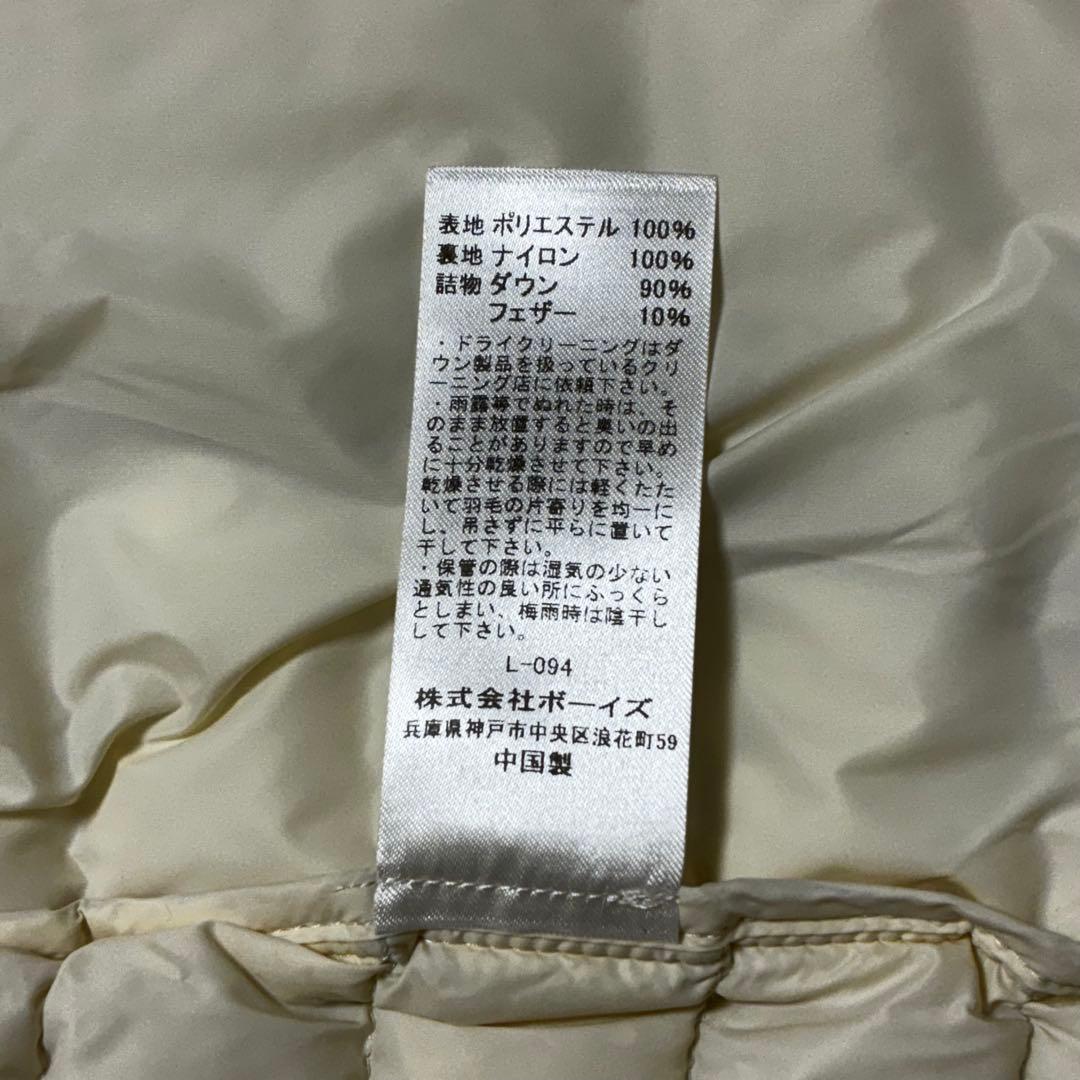 表地 ポリエステル 100%
裏地 ナイロン 100%
詰物 ダウン 90%
フェザー 10%
・ドライクリーニングはダ
ウン製品を扱っているクリ
ーニング店に依頼下さい。
・雨露等でぬれた時は、そ
のまま放置すると臭いの出
ることがありますので早め
に十分乾燥させて下さい。
乾燥させる際には軽くたた
いて羽毛の片寄りを均一に
し、吊さずに平らに置いて
干して下さい。
・保管の際は湿気の少ない
通気性の良い所にふっくら
としまい、梅雨時は陰干し
して下さい。
L-094
株式会社ボーイズ
兵庫県神戸市中央区浪花町59
中国製